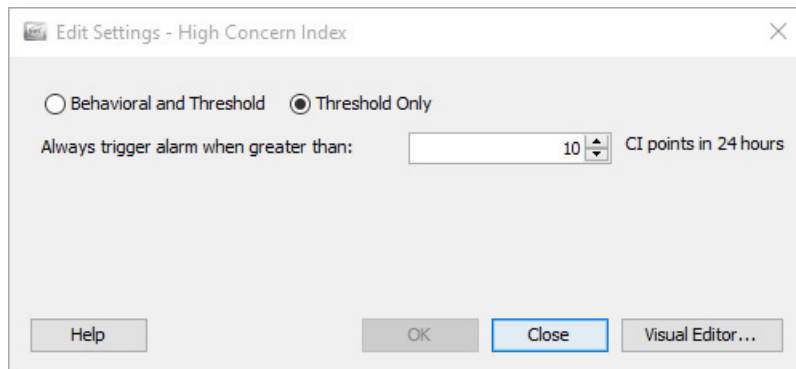 Edit Settings - High Concern Index
Behavioral and Threshold Threshold Only
Always trigger alarm when greater than: 10 CI points in 24 hours
Help OK Close Visual Editor...